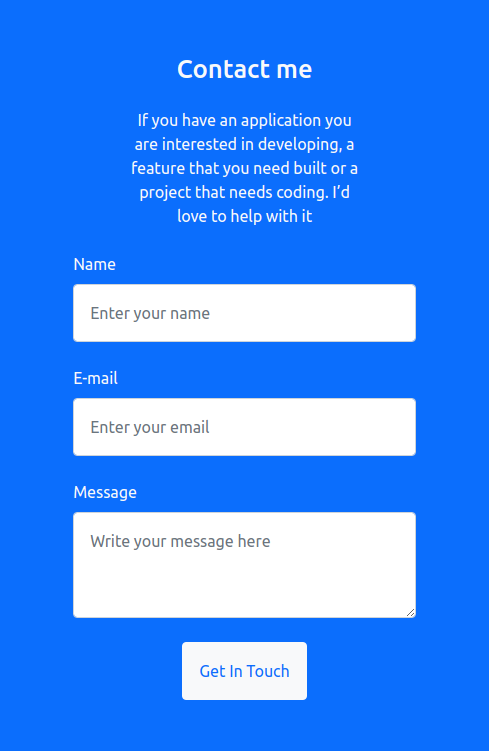 Contact me
If you have an application you
are interested in developing, a
feature that you need built or a
project that needs coding. I’d
love to help with it
Name
Enter your name
E-mail
Enter your email
Message
Write your message here
Get In Touch